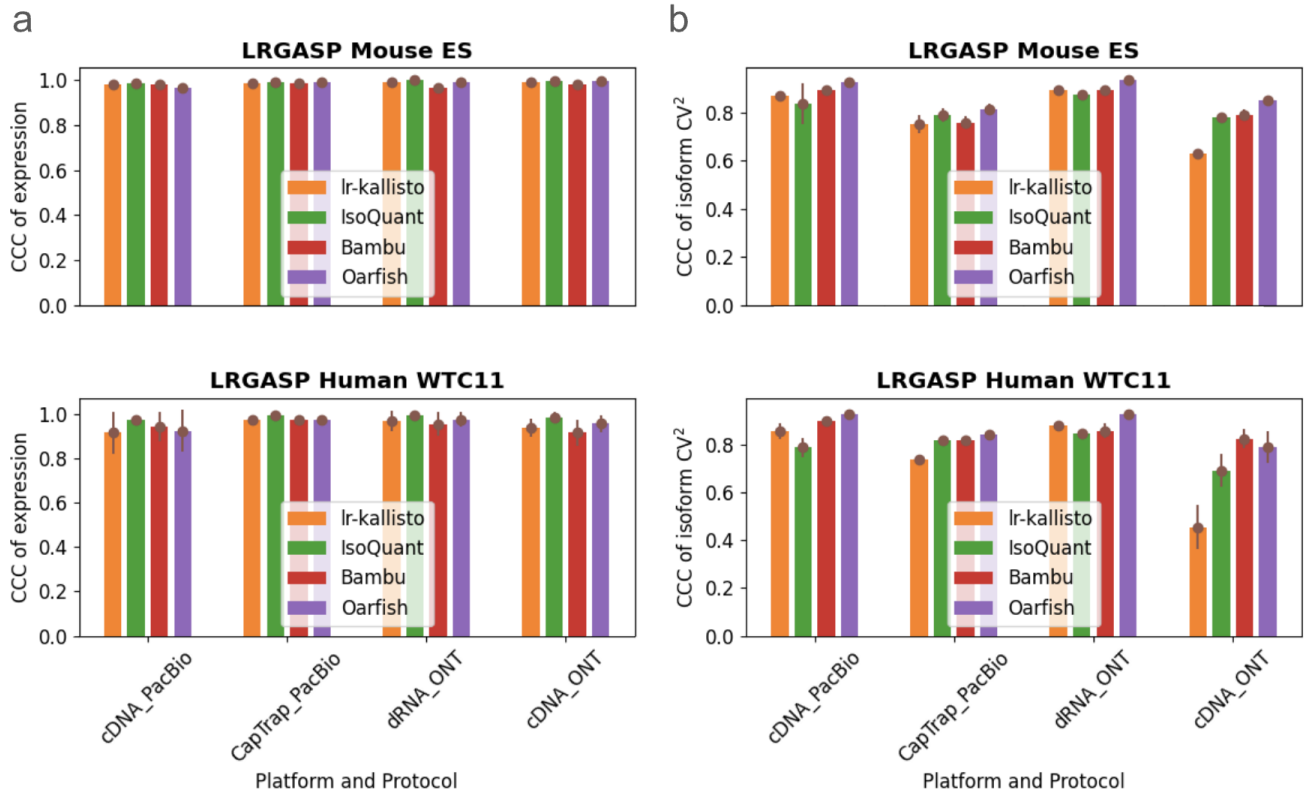 a
LRGASP Mouse ES
CCC of expression
1.0
0.8
0.6
0.4
0.2
0.0
lr-kallisto
IsoQuant
Bambu
Oarfish
b
LRGASP Mouse ES
CCC of isoform CV²
0.8
0.6
0.4
0.2
0.0
lr-kallisto
IsoQuant
Bambu
Oarfish
LRGASP Human WTC11
CCC of expression
1.0
0.8
0.6
0.4
0.2
0.0
lr-kallisto
IsoQuant
Bambu
Oarfish
cDNA_PacBio
CapTrap_PacBio
dRNA_ONT
cDNA_ONT
Platform and Protocol
LRGASP Human WTC11
CCC of isoform CV²
0.8
0.6
0.4
0.2
0.0
lr-kallisto
IsoQuant
Bambu
Oarfish
cDNA_PacBio
CapTrap_PacBio
dRNA_ONT
cDNA_ONT
Platform and Protocol